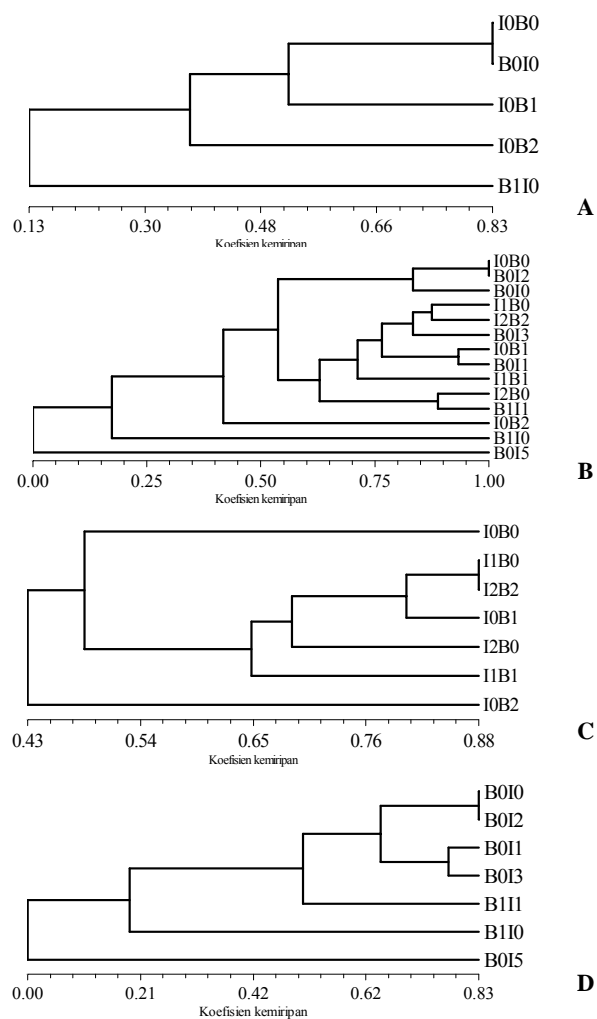 I0B0
B0I0
I0B1
I0B2
B1I0
A
0.13 0.30 0.48 0.66 0.83
Koefisien kemiripan
I0B0
B0I2
B0I0
I1B0
I2B2
B0I3
I0B1
B0I1
I1B1
I2B0
B1I1
I0B2
B1I0
B0I5
0.00 0.25 0.50 0.75 1.00
B
Koefisien kemiripan
I0B0
I1B0
I2B2
I0B1
I2B0
I1B1
I0B2
0.43 0.54 0.65 0.76 0.88
C
Koefisien kemiripan
B0I0
B0I2
B0I1
B0I3
B1I1
B1I0
B0I5
0.00 0.21 0.42 0.62 0.83
D
Koefisien kemiripan